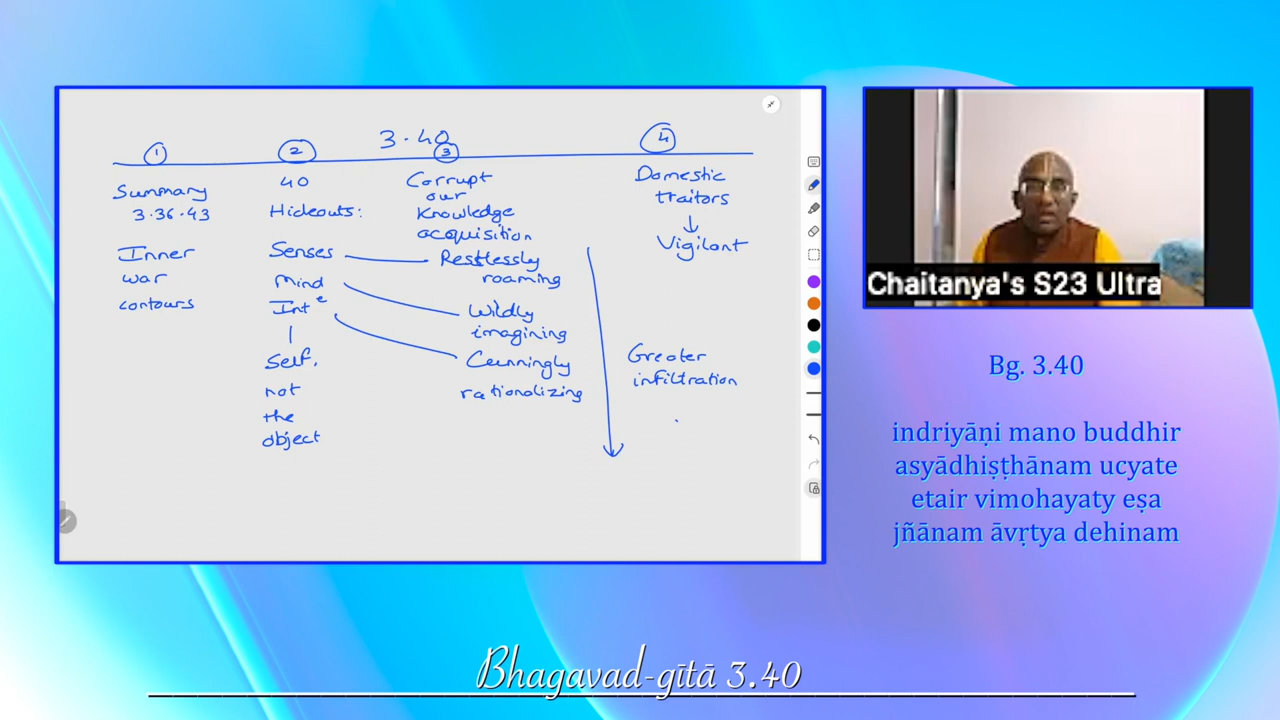 3.40
1
2
3
4
Summary
3.36-43
Inner
war
contours
40
Hideouts:
Senses
Mind
Intᵉ
Self,
not
the
object
Corrupt
our
Knowledge
acquisition
Restlessly
roaming
Wildly
imagining
Cunningly
rationalizing
Domestic
traitors
Vigilant
Greater
infiltration
Chaitanya's S23 Ultra
Bg. 3.40
indriyāṇi mano buddhir
asyādhiṣṭhānam ucyate
etair vimohayaty eṣa
jñānam āvṛtya dehinam
Bhagavad-gītā 3.40